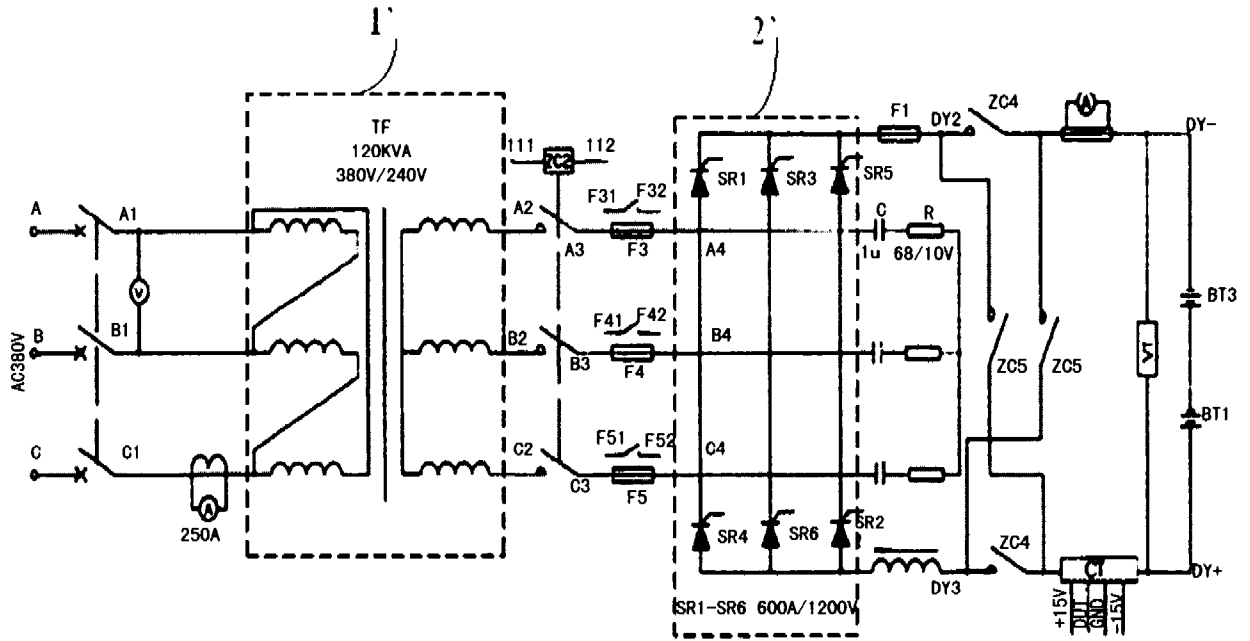 1`
2`
TF
120KVA
380V/240V
111
ZC2
112
F1
DY2
ZC4
A
DY-
SR1
SR3
SR5
F31
F32
A
A1
A2
A3
F3
A4
C
R
1u
68/10V
V
BT3
B
B1
B2
B3
F41
F42
F4
B4
AC380V
ZC5
ZC5
VT
BT1
C
C1
C2
C3
F51
F52
F5
C4
A
250A
SR4
SR6
SR2
ZC4
DY3
CT
DY+
SR1-SR6 600A/1200V
+15V
GND
-15V